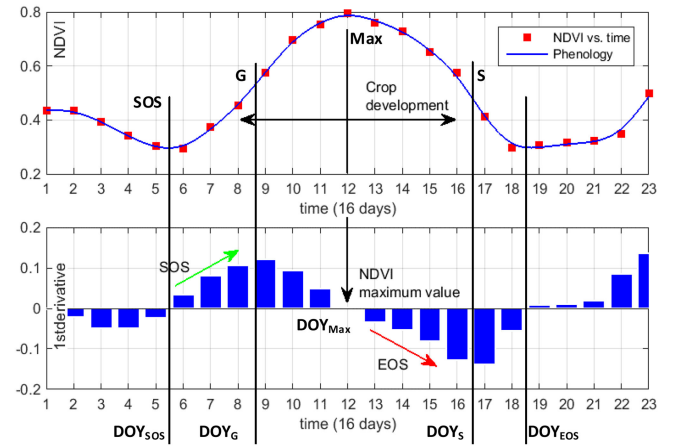 0.8
NDVI
Max
NDVI vs. time
Phenology
G
S
0.6
SOS
Crop
development
0.4
0.2
1 2 3 4 5 6 7 8 9 10 11 12 13 14 15 16 17 18 19 20 21 22 23
time (16 days)
0.2
1stderivative
0.1
SOS
NDVI
maximum value
0
DOYMax
-0.1
EOS
-0.2
1 2 3 4 5 6 7 8 9 10 11 12 13 14 15 16 17 18 19 20 21 22 23
time (16 days)
DOYSOS DOYG DOYS DOYEOS